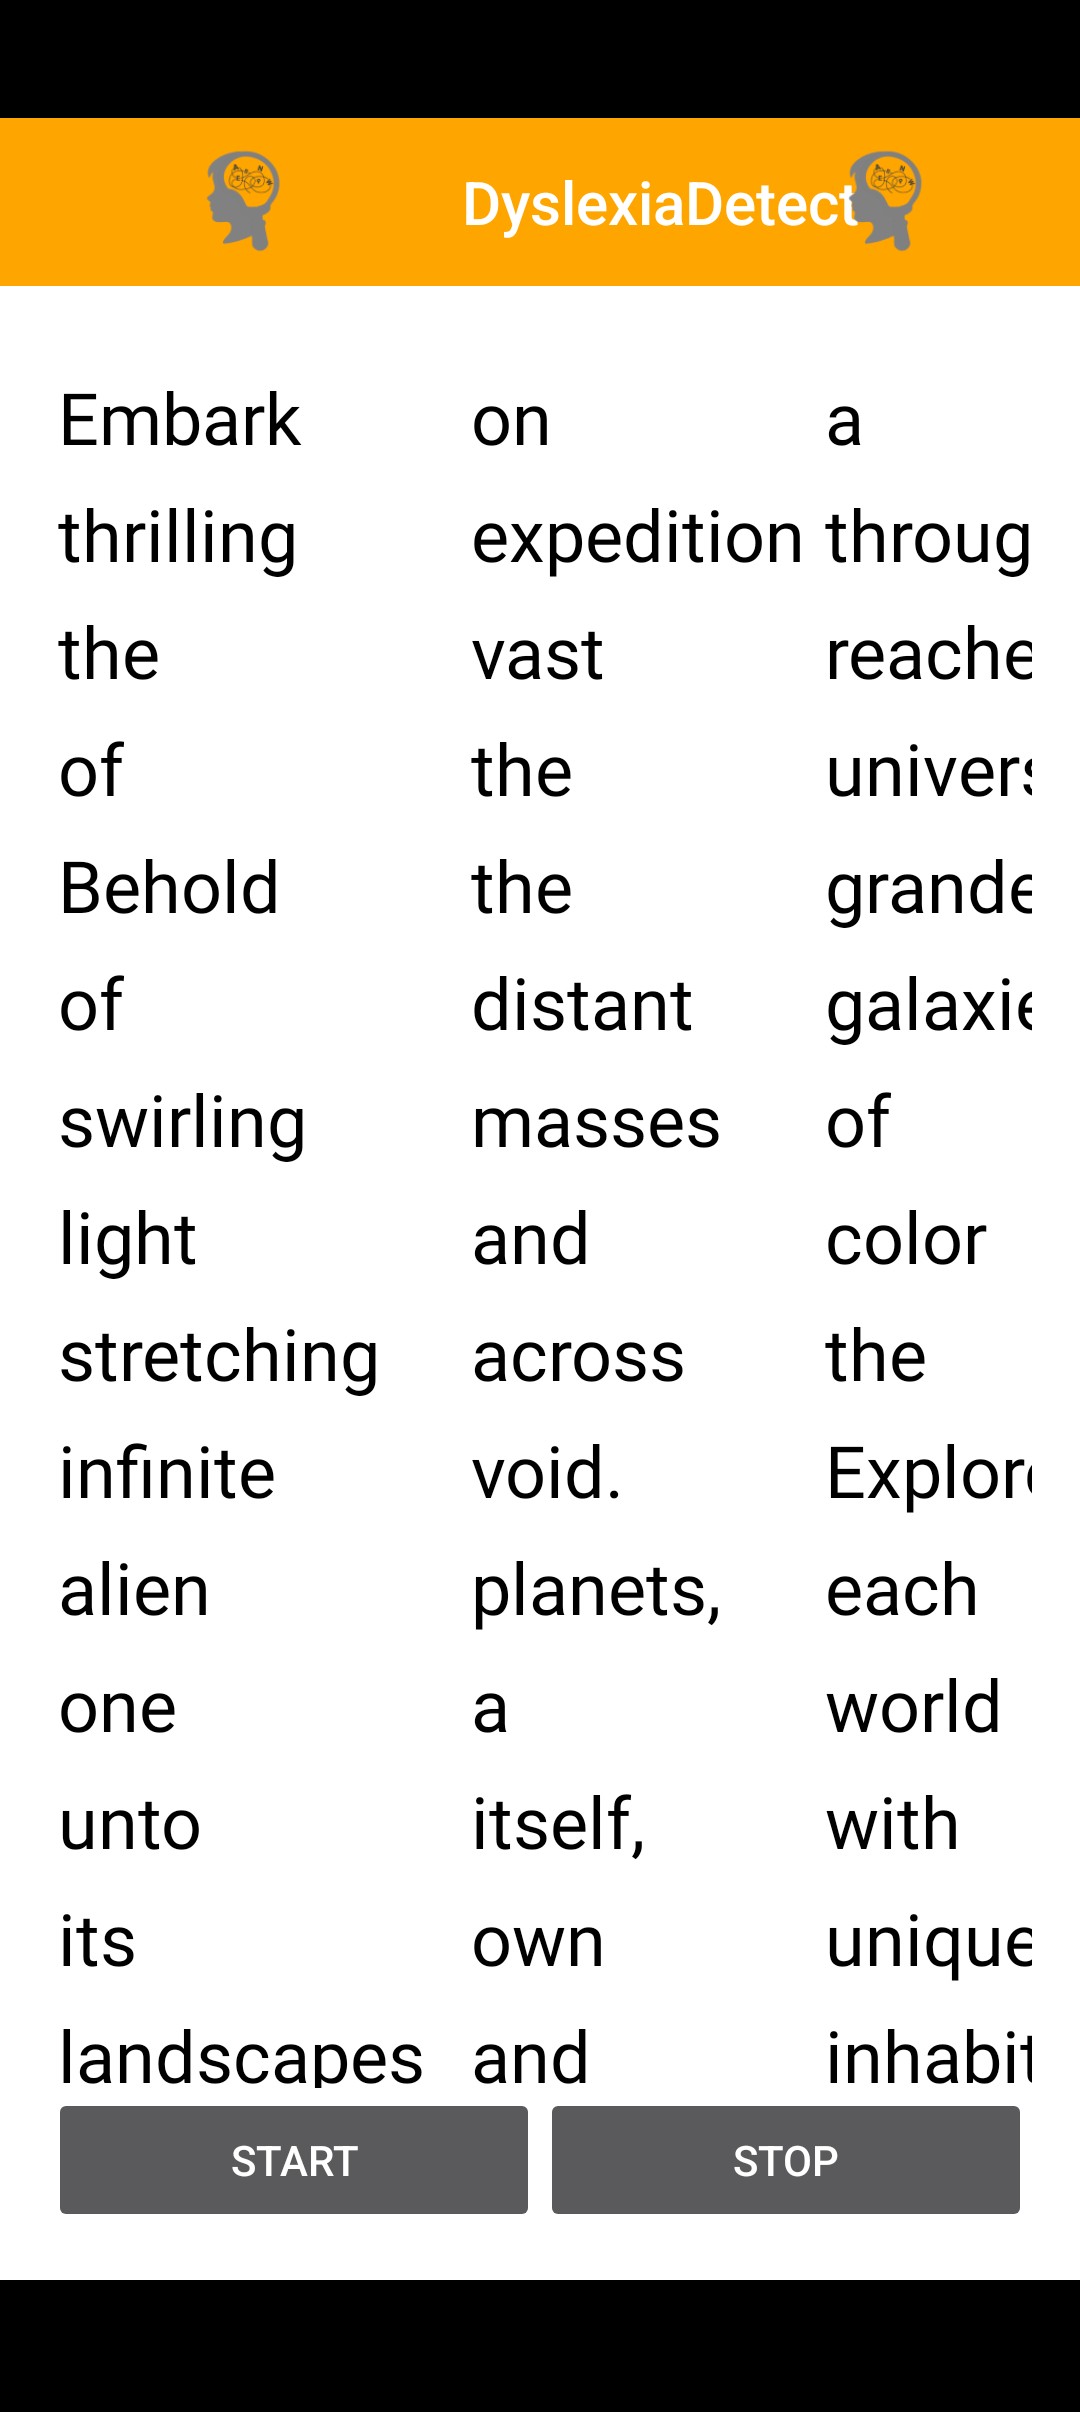 DyslexiaDetect
Embark on a
thrilling expedition throug
the vast reache
of the univers
Behold the grande
of distant galaxie
swirling masses of
light and color
stretching across the
infinite void. Explore
alien planets, each
one a world
unto itself, with
its own unique
landscapes and inhabit
START STOP